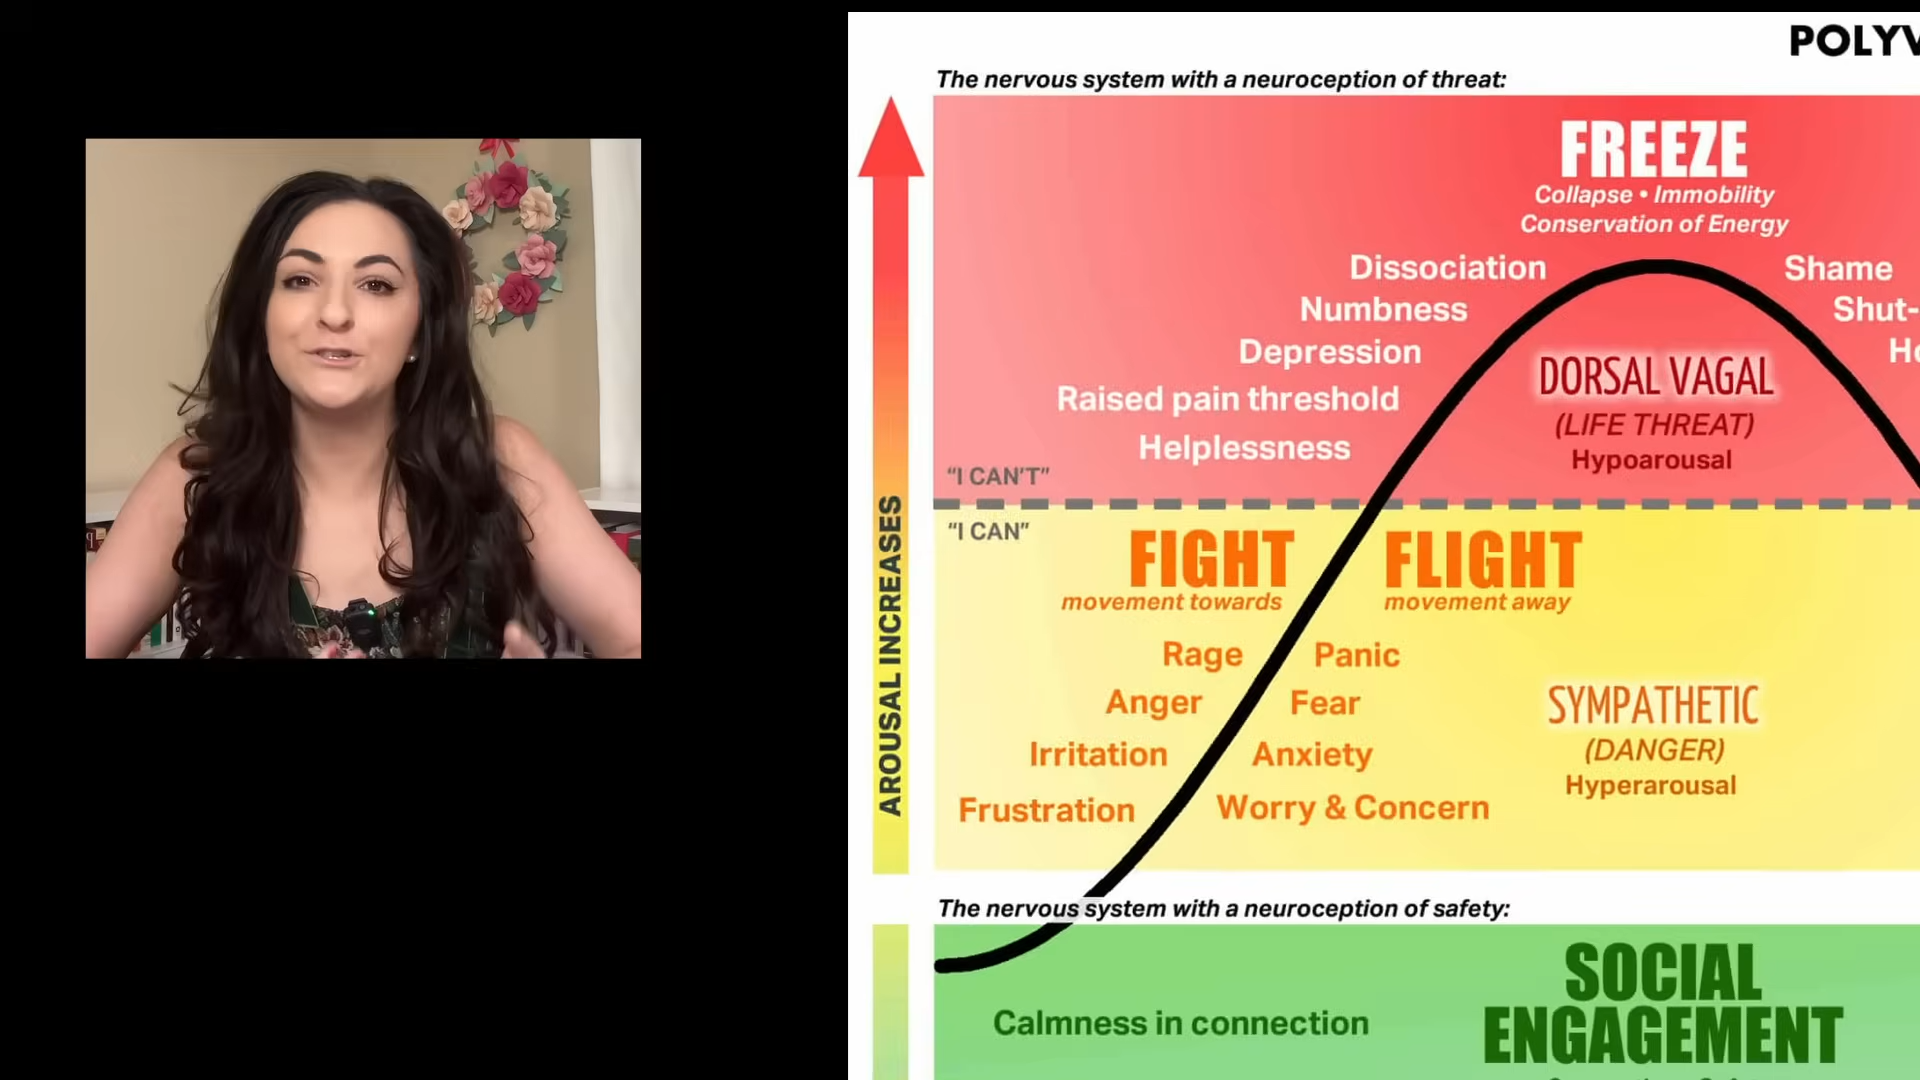 POLYV
The nervous system with a neuroception of threat:
FREEZE
Collapse • Immobility
Conservation of Energy
Dissociation
Shame
Numbness
Shut-
Depression
DORSAL VAGAL
Raised pain threshold
(LIFE THREAT)
Helplessness
Hypoarousal
“I CAN’T”
“I CAN”
AROUSAL INCREASES
FIGHT
FLIGHT
movement towards
movement away
Rage
Panic
Anger
Fear
SYMPATHETIC
(DANGER)
Irritation
Anxiety
Hyperarousal
Frustration
Worry & Concern
The nervous system with a neuroception of safety:
SOCIAL
ENGAGEMENT
Calmness in connection